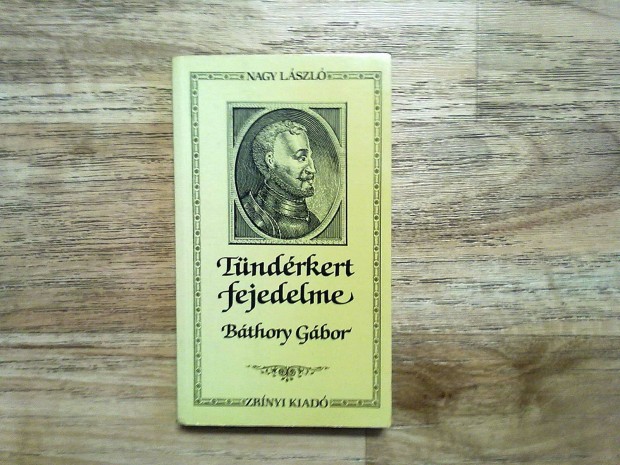 NAGY LÁSZLÓ
Tündérkert
fejedelme
Báthory Gábor
ZRÍNYI KIADÓ